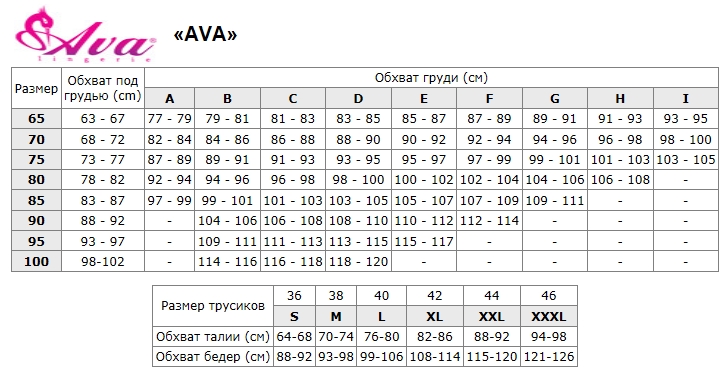 Ava®
lingerie
«AVA»
Размер Обхват под грудью (cm) Обхват груди (см)
A B C D E F G H I
65 63 - 67 77 - 79 79 - 81 81 - 83 83 - 85 85 - 87 87 - 89 89 - 91 91 - 93 93 - 95
70 68 - 72 82 - 84 84 - 86 86 - 88 88 - 90 90 - 92 92 - 94 94 - 96 96 - 98 98 - 100
75 73 - 77 87 - 89 89 - 91 91 - 93 93 - 95 95 - 97 97 - 99 99 - 101 101 - 103 103 - 105
80 78 - 82 92 - 94 94 - 96 96 - 98 98 - 100 100 - 102 102 - 104 104 - 106 106 - 108 -
85 83 - 87 97 - 99 99 - 101 101 - 103 103 - 105 105 - 107 107 - 109 109 - 111 - -
90 88 - 92 - 104 - 106 106 - 108 108 - 110 110 - 112 112 - 114 - - -
95 93 - 97 - 109 - 111 111 - 113 113 - 115 115 - 117 - - - -
100 98-102 - 114 - 116 116 - 118 118 - 120 - - - - -
Размер трусиков 36 38 40 42 44 46
S M L XL XXL XXXL
Обхват талии (см) 64-68 70-74 76-80 82-86 88-92 94-98
Обхват бедер (см) 88-92 93-98 99-106 108-114 115-120 121-126